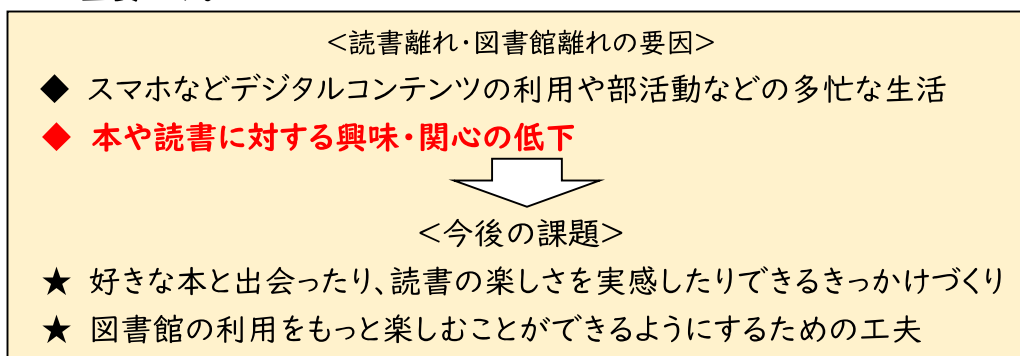 <読書離れ・図書館離れの要因>
◆ スマホなどデジタルコンテンツの利用や部活動などの多忙な生活
◆ 本や読書に対する興味・関心の低下
<今後の課題>
★ 好きな本と出会ったり、読書の楽しさを実感したりできるきっかけづくり
★ 図書館の利用をもっと楽しむことができるようにするための工夫